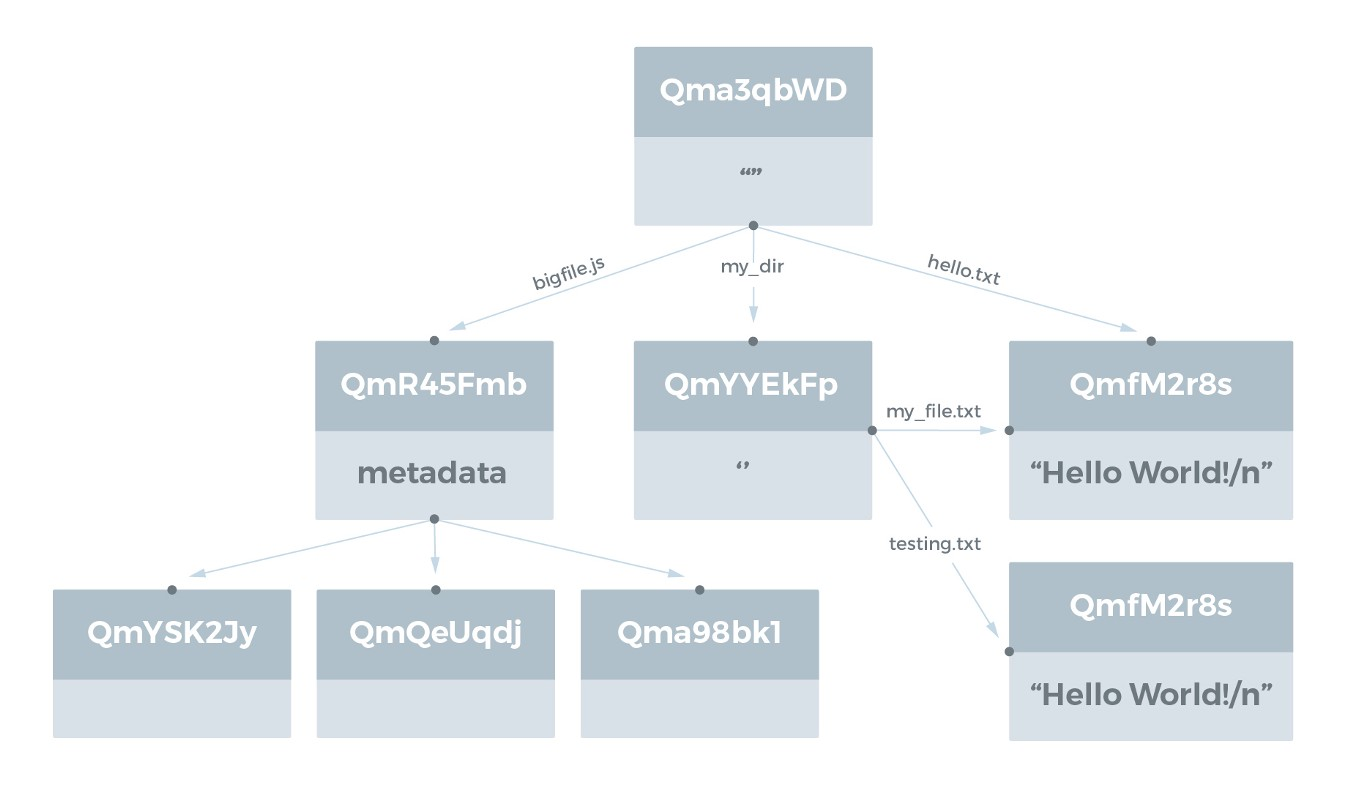 Qma3qbWD
“”
bigfile.js
my_dir
hello.txt
QmR45Fmb
metadata
QmYYEkFp
‘’
my_file.txt
QmfM2r8s
“Hello World!/n”
testing.txt
QmYSK2Jy
QmQeUqdj
Qma98bk1
QmfM2r8s
“Hello World!/n”